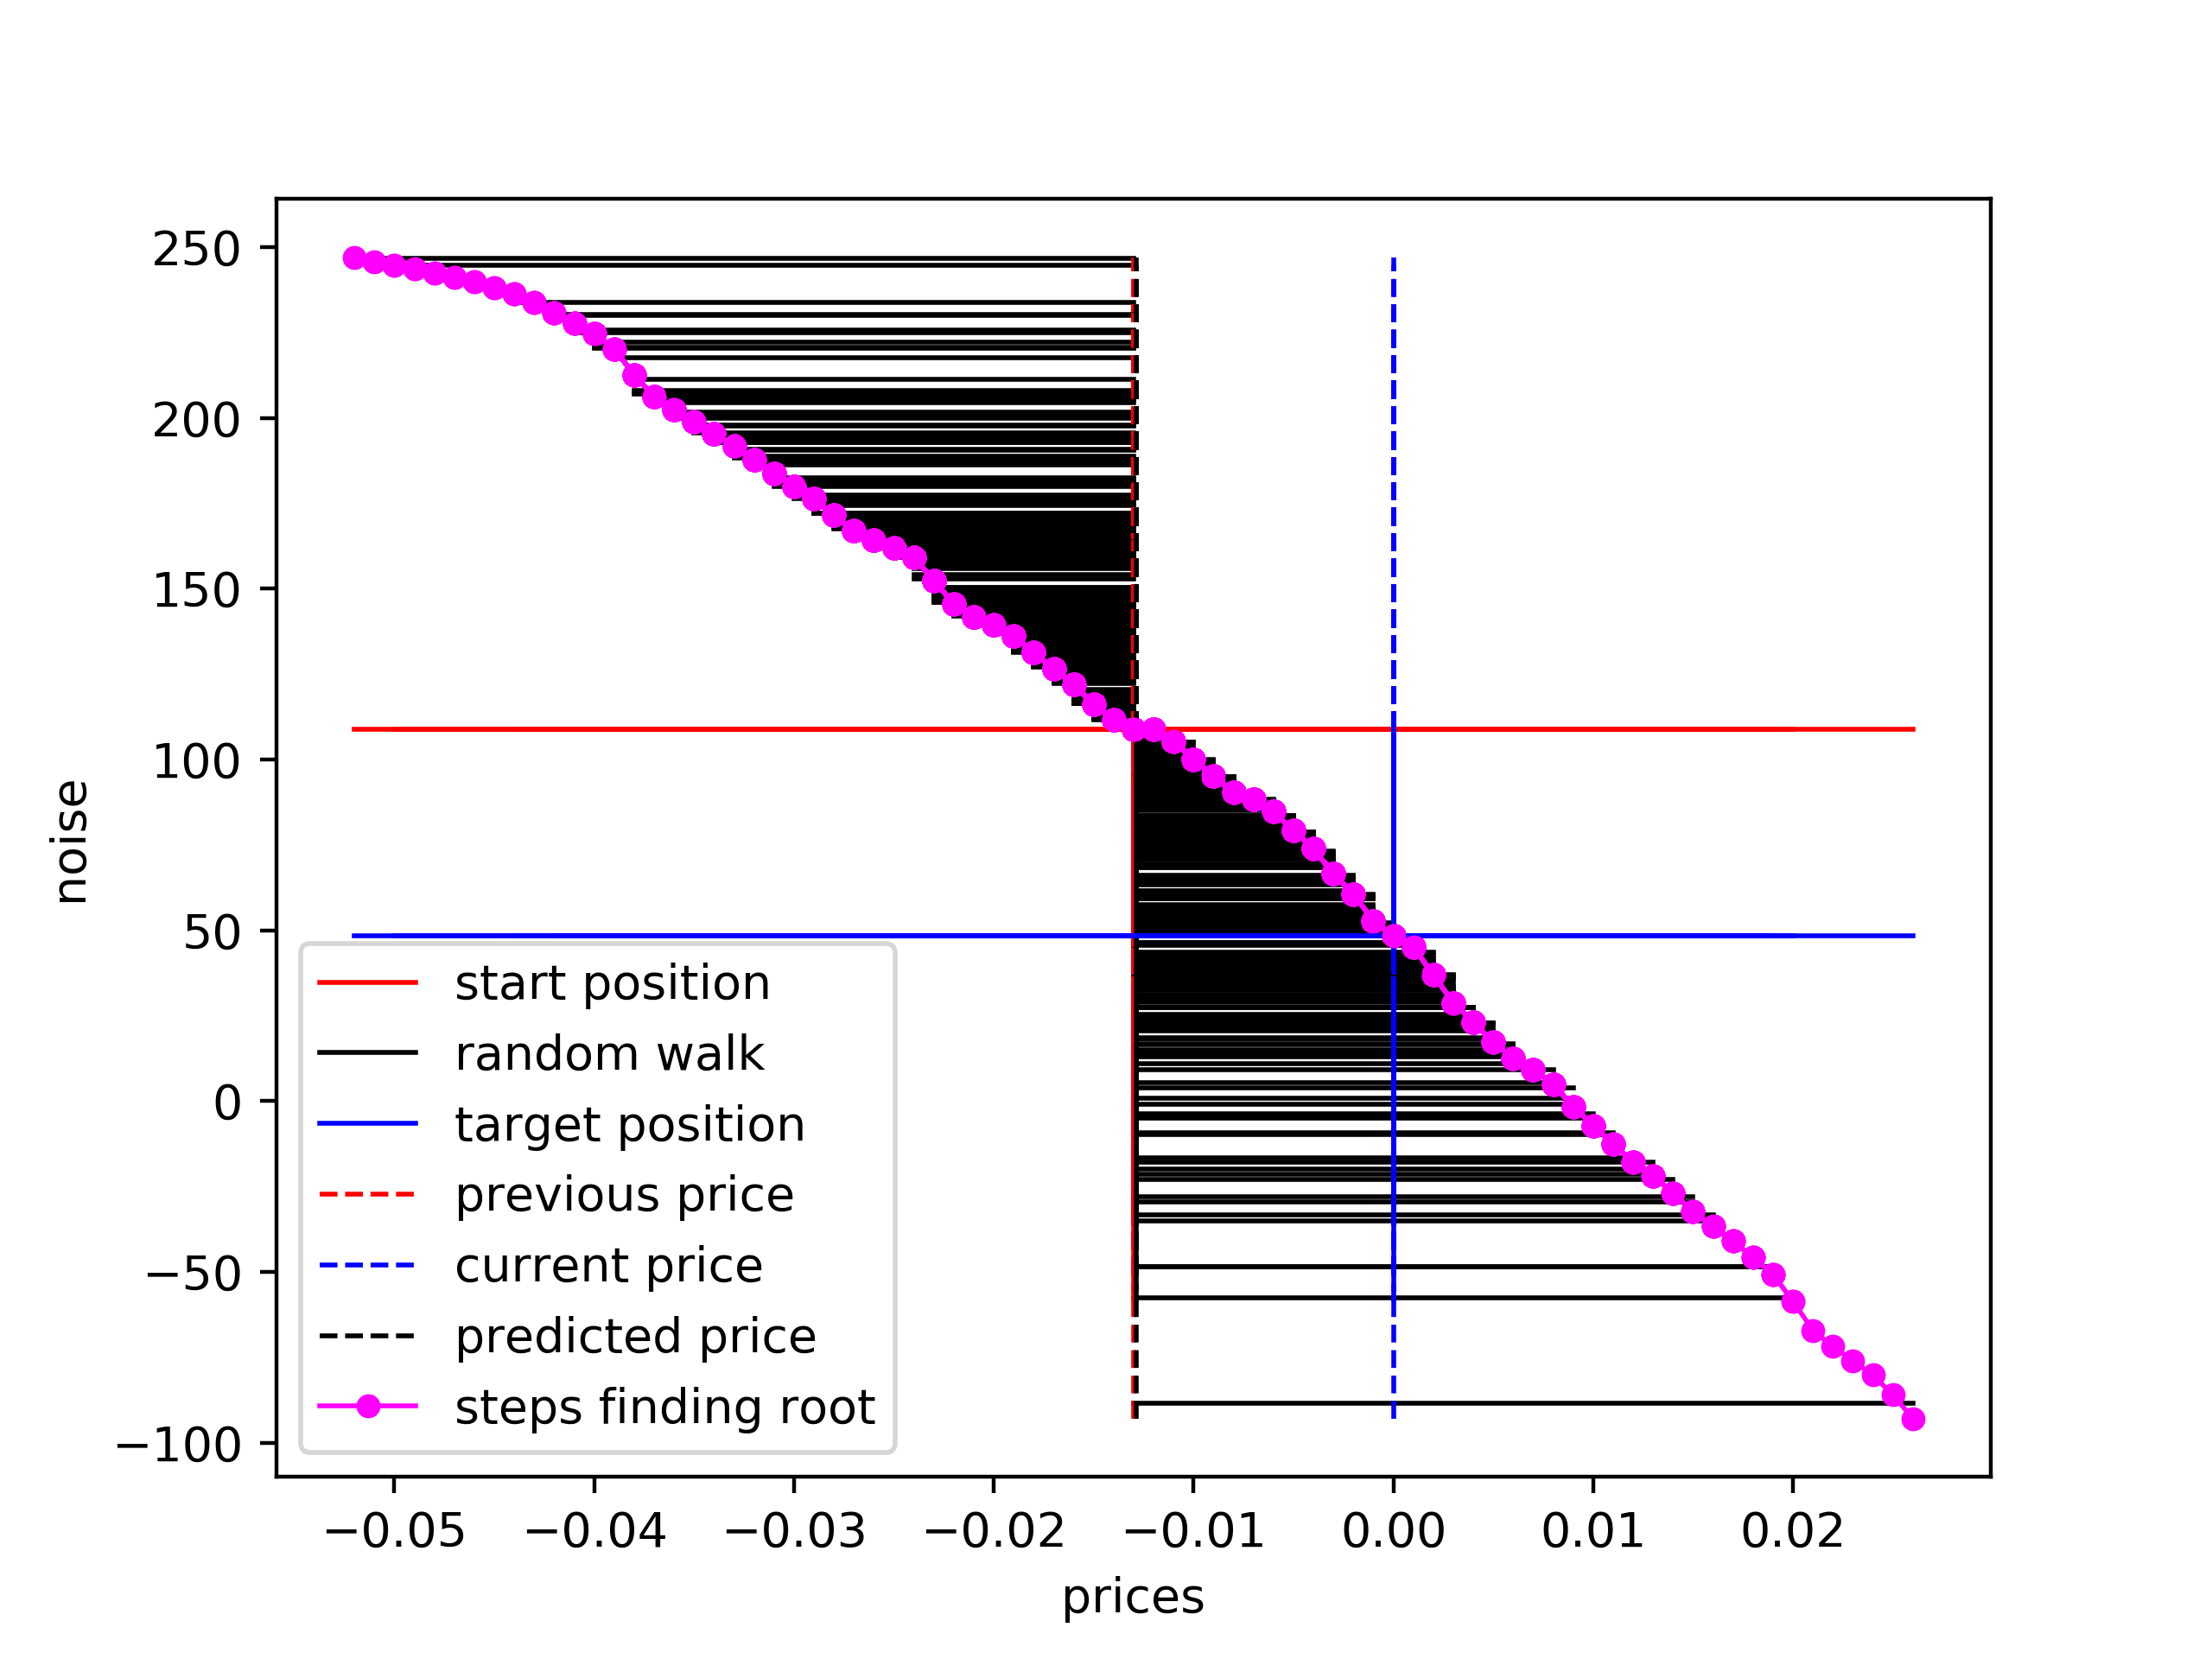 250
200
150
100
50
0
−50
−100
noise
start position
random walk
target position
previous price
current price
predicted price
steps finding root
−0.05 −0.04 −0.03 −0.02 −0.01 0.00 0.01 0.02
prices